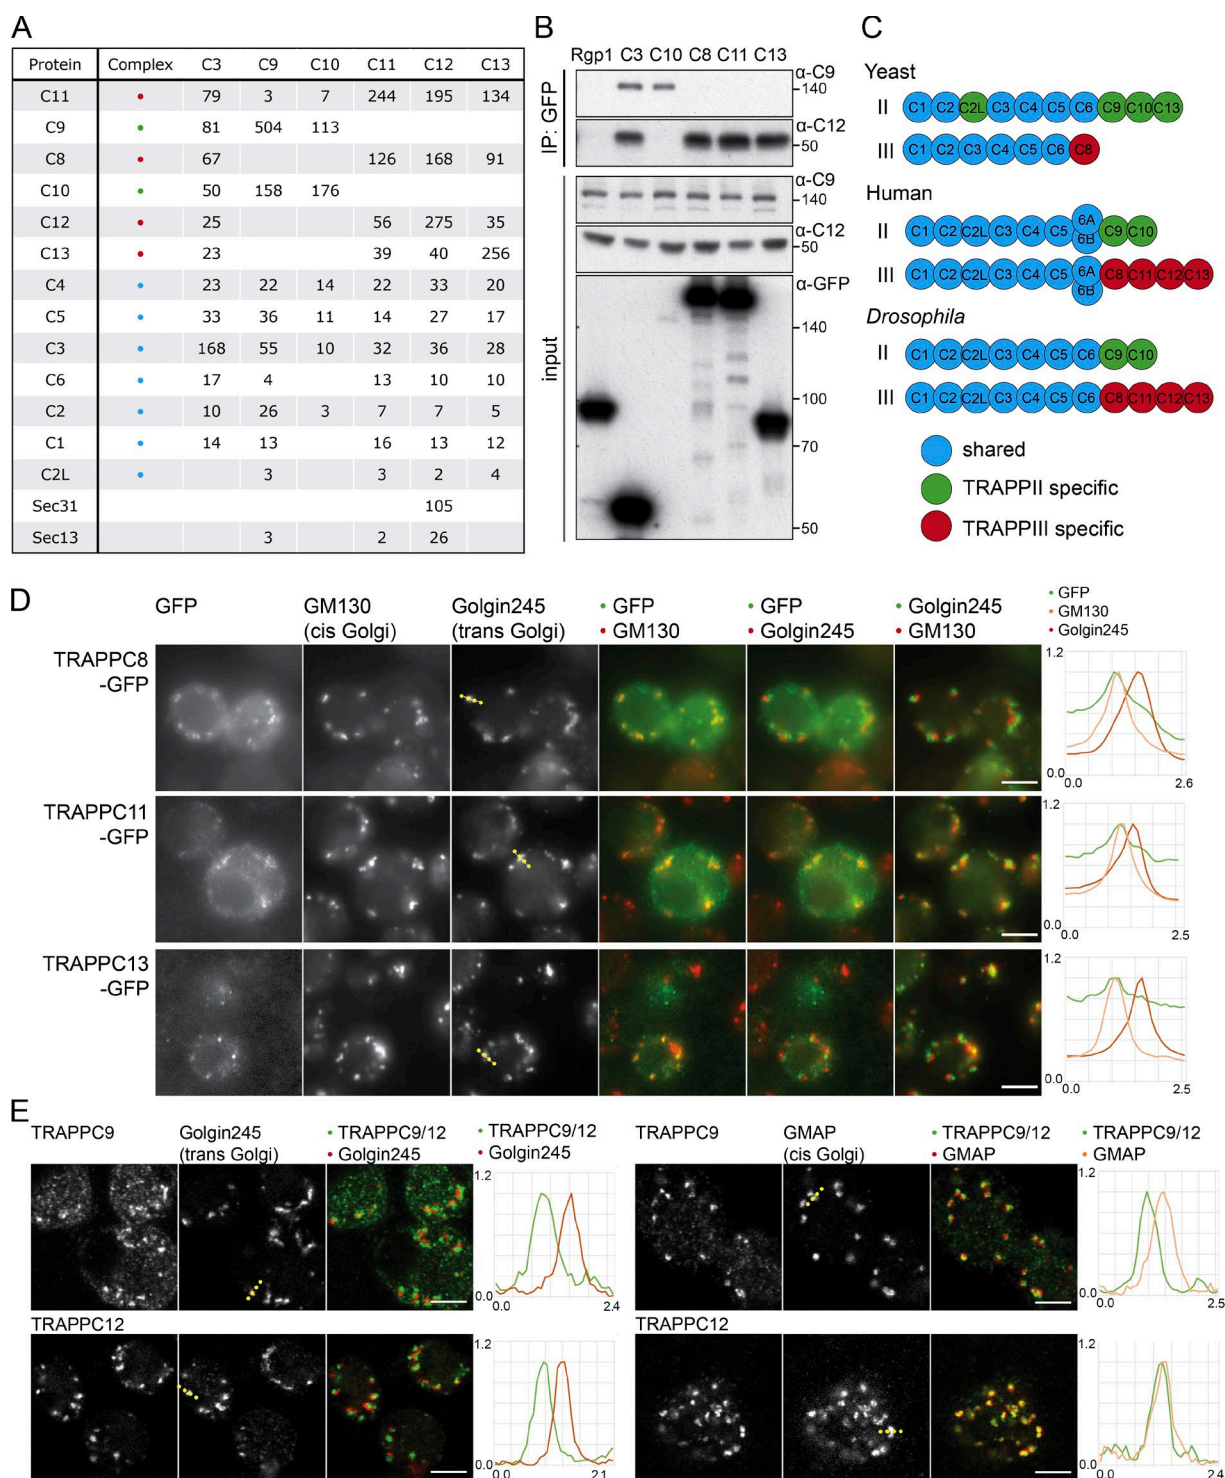 A
Protein Complex C3 C9 C10 C11 C12 C13
C11 79 3 7 244 195 134
C9 81 504 113
C8 67 126 168 91
C10 50 158 176
C12 25 56 275 35
C13 23 39 40 256
C4 23 22 14 22 33 20
C5 33 36 11 14 27 17
C3 168 55 10 32 36 28
C6 17 4 13 10 10
C2 10 26 3 7 7 5
C1 14 13 16 13 12
C2L 3 3 2 4
Sec31 105
Sec13 3 2 26
B
Rgp1 C3 C10 C8 C11 C13
IP: GFP
α-C9
140
α-C12
50
input
α-C9
140
α-C12
50
α-GFP
140
100
70
50
C
Yeast
II C1 C2 C2L C3 C4 C5 C6 C9 C10 C13
III C1 C2 C3 C4 C5 C6 C8
Human
II C1 C2 C2L C3 C4 C5 6A 6B C9 C10
III C1 C2 C2L C3 C4 C5 6A 6B C8 C11 C12 C13
Drosophila
II C1 C2 C2L C3 C4 C5 C6 C9 C10
III C1 C2 C2L C3 C4 C5 C6 C8 C11 C12 C13
shared
TRAPPII specific
TRAPPIII specific
D
GFP GM130 Golgin245 GFP GFP Golgin245
(cis Golgi) (trans Golgi) GM130 Golgin245 GM130
GFP
GM130
Golgin245
TRAPPC8
-GFP
1.2
0.0
0.0 2.6
TRAPPC11
-GFP
1.2
0.0
0.0 2.5
TRAPPC13
-GFP
1.2
0.0
0.0 2.5
E
TRAPPC9 Golgin245 TRAPPC9/12 TRAPPC9/12
(trans Golgi) Golgin245 Golgin245
1.2
0.0
0.0 2.4
TRAPPC12
1.2
0.0
0.0 21
TRAPPC9 GMAP TRAPPC9/12 TRAPPC9/12
(cis Golgi) GMAP GMAP
1.2
0.0
0.0 2.5
TRAPPC12
1.2
0.0
0.0 2.5